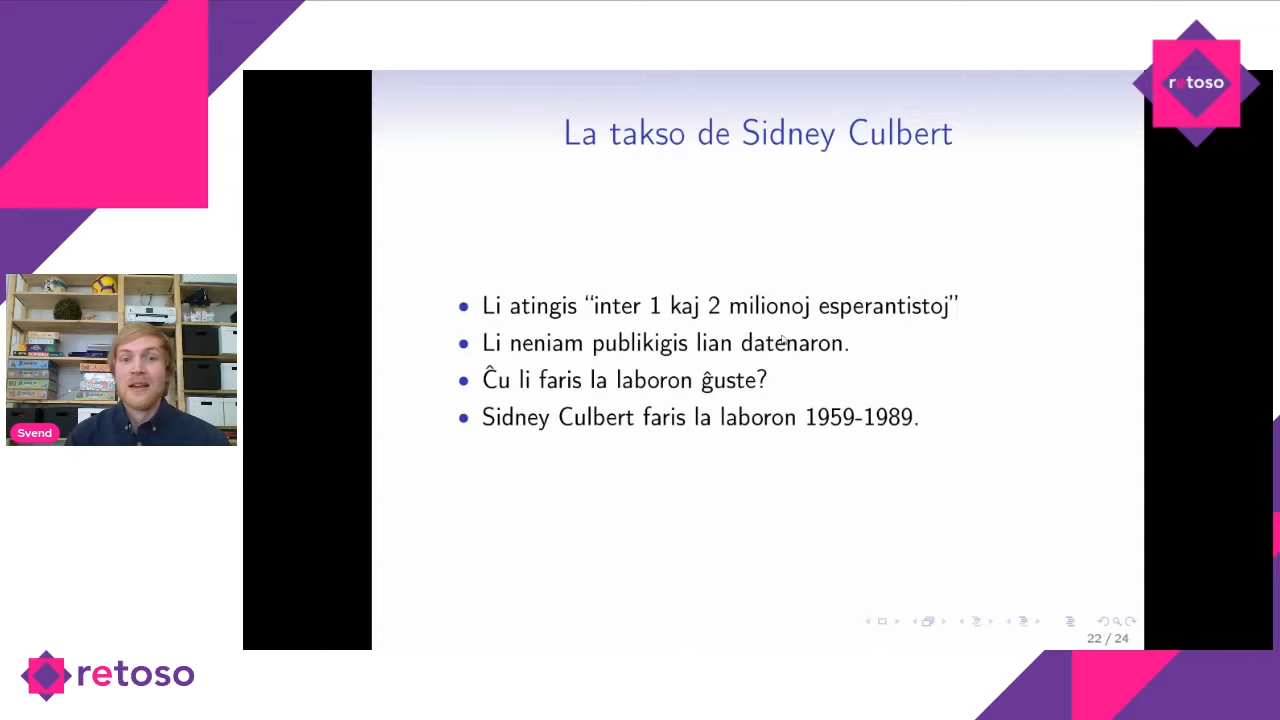 retoso
La takso de Sidney Culbert
Li atingis “inter 1 kaj 2 milionoj esperantistoj”
Li neniam publikigis lian datenaron.
Ĉu li faris la laboron ĝuste?
Sidney Culbert faris la laboron 1959-1989.
Svend
22 / 24
retoso